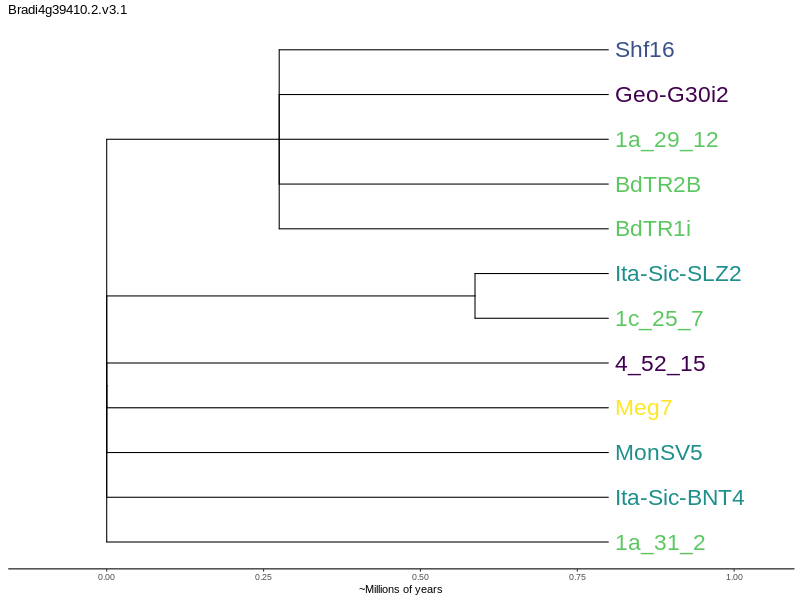 Bradi4g39410.2.v3.1
Shf16
Geo-G30i2
1a_29_12
BdTR2B
BdTR1i
Ita-Sic-SLZ2
1c_25_7
4_52_15
Meg7
MonSV5
Ita-Sic-BNT4
1a_31_2
0.00 0.25 0.50 0.75 1.00
~Millions of years